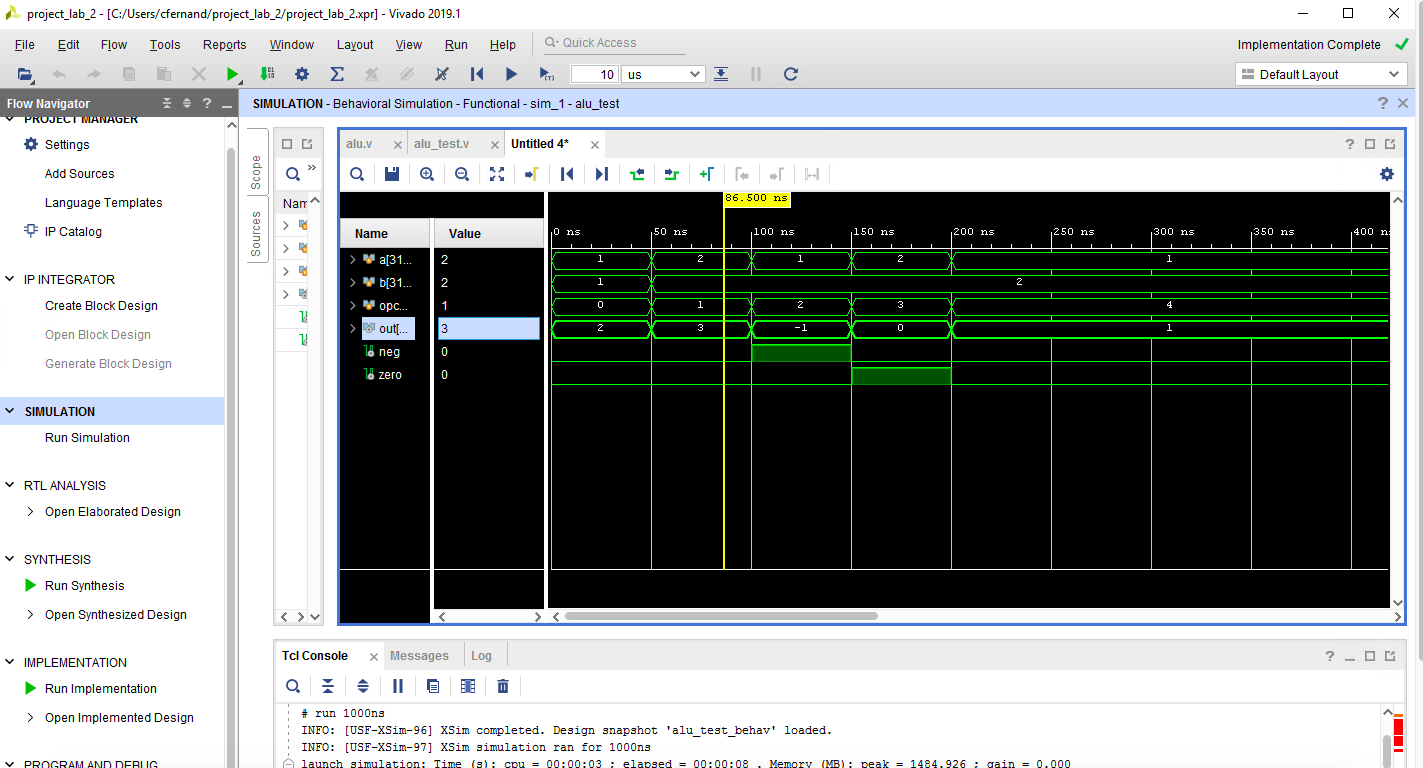 project_lab_2 - [C:/Users/cfernand/project_lab_2/project_lab_2.xpr] - Vivado 2019.1
File Edit Flow Tools Reports Window Layout View Run Help Quick Access
Implementation Complete
10 us
Default Layout
Flow Navigator
PROJECT MANAGER
Settings
Add Sources
Language Templates
IP Catalog
IP INTEGRATOR
Create Block Design
Open Block Design
Generate Block Design
SIMULATION
Run Simulation
RTL ANALYSIS
Open Elaborated Design
SYNTHESIS
Run Synthesis
Open Synthesized Design
IMPLEMENTATION
Run Implementation
Open Implemented Design
PROGRAM AND DEBUG
SIMULATION - Behavioral Simulation - Functional - sim_1 - alu_test
Scope
Sources
Nam
alu.v alu_test.v Untitled 4*
86.500 ns
Name Value
0 ns 50 ns 100 ns 150 ns 200 ns 250 ns 300 ns 350 ns 400 n
a[31... 2 1 2 1 2 1
b[31... 2 1 2
opc... 1 0 1 2 3 4
out[... 3 2 3 -1 0 1
neg 0
zero 0
Tcl Console Messages Log
# run 1000ns
INFO: [USF-XSim-96] XSim completed. Design snapshot 'alu_test_behav' loaded.
INFO: [USF-XSim-97] XSim simulation ran for 1000ns
launch_simulation: Time (s): cpu = 00:00:03 ; elapsed = 00:00:08 . Memory (MB): peak = 1484.926 ; gain = 0.000